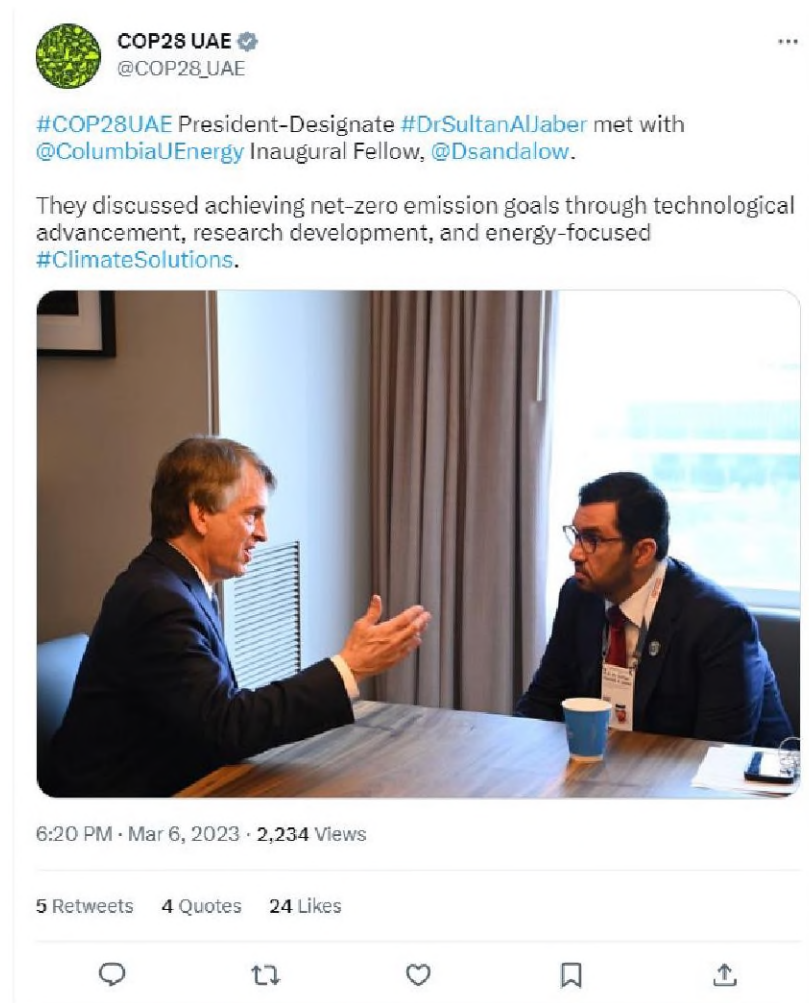 COP28 UAE
@COP28_UAE
#COP28UAE President-Designate #DrSultanAlJaber met with
@ColumbiaUEnergy Inaugural Fellow, @Dsandalow.
They discussed achieving net-zero emission goals through technological
advancement, research development, and energy-focused
#ClimateSolutions.
6:20 PM · Mar 6, 2023 · 2,234 Views
5 Retweets 4 Quotes 24 Likes